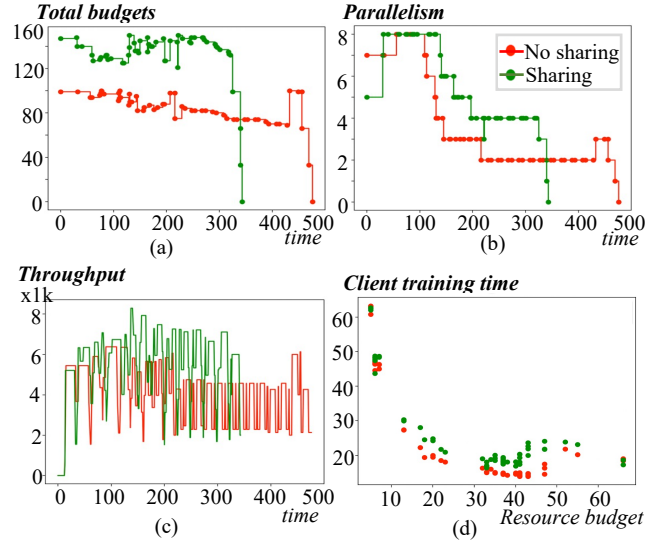 Total budgets
160
120
80
40
0
0 100 200 300 400 500
time
(a)
Parallelism
8
6
4
2
0
0 100 200 300 400 500
time
(b)
No sharing
Sharing
Throughput
x1k
8
6
4
2
0
0 100 200 300 400 500
time
(c)
Client training time
60
50
40
30
20
10 20 30 40 50 60
Resource budget
(d)